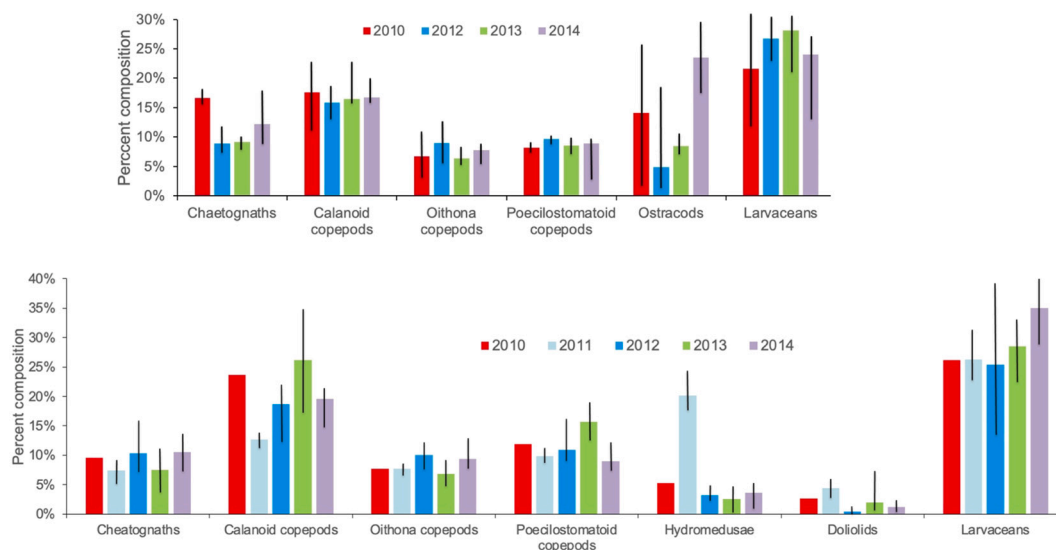 30%
25%
20%
15%
10%
5%
0%
Perccent composition
2010 2012 2013 2014
Chaetognaths Calanoid copepods Oithona copepods Poecilostomatoid copepods Ostracods Larvaceans
40%
35%
30%
25%
20%
15%
10%
5%
0%
Percent composition
2010 2011 2012 2013 2014
Cheatognaths Calanoid copepods Oithona copepods Poecilostomatoid copepods Hydromedusae Doliolids Larvaceans